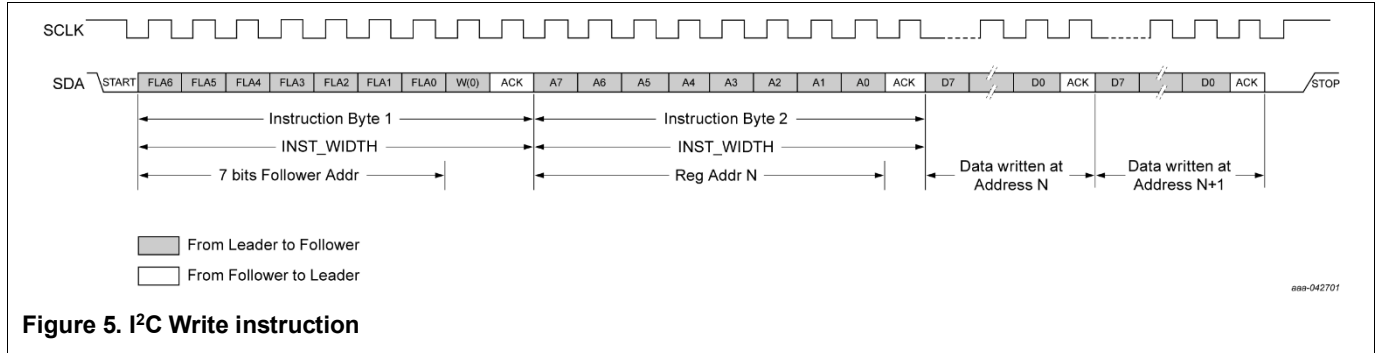 SCLK
SDA START FLA6 FLA5 FLA4 FLA3 FLA2 FLA1 FLA0 W(0) ACK A7 A6 A5 A4 A3 A2 A1 A0 ACK D7 D0 ACK D7 D0 ACK STOP
Instruction Byte 1 Instruction Byte 2
INST_WIDTH INST_WIDTH
7 bits Follower Addr Reg Addr N Data written at Data written at
Address N Address N+1
From Leader to Follower
From Follower to Leader
aaa-042701
Figure 5. I²C Write instruction